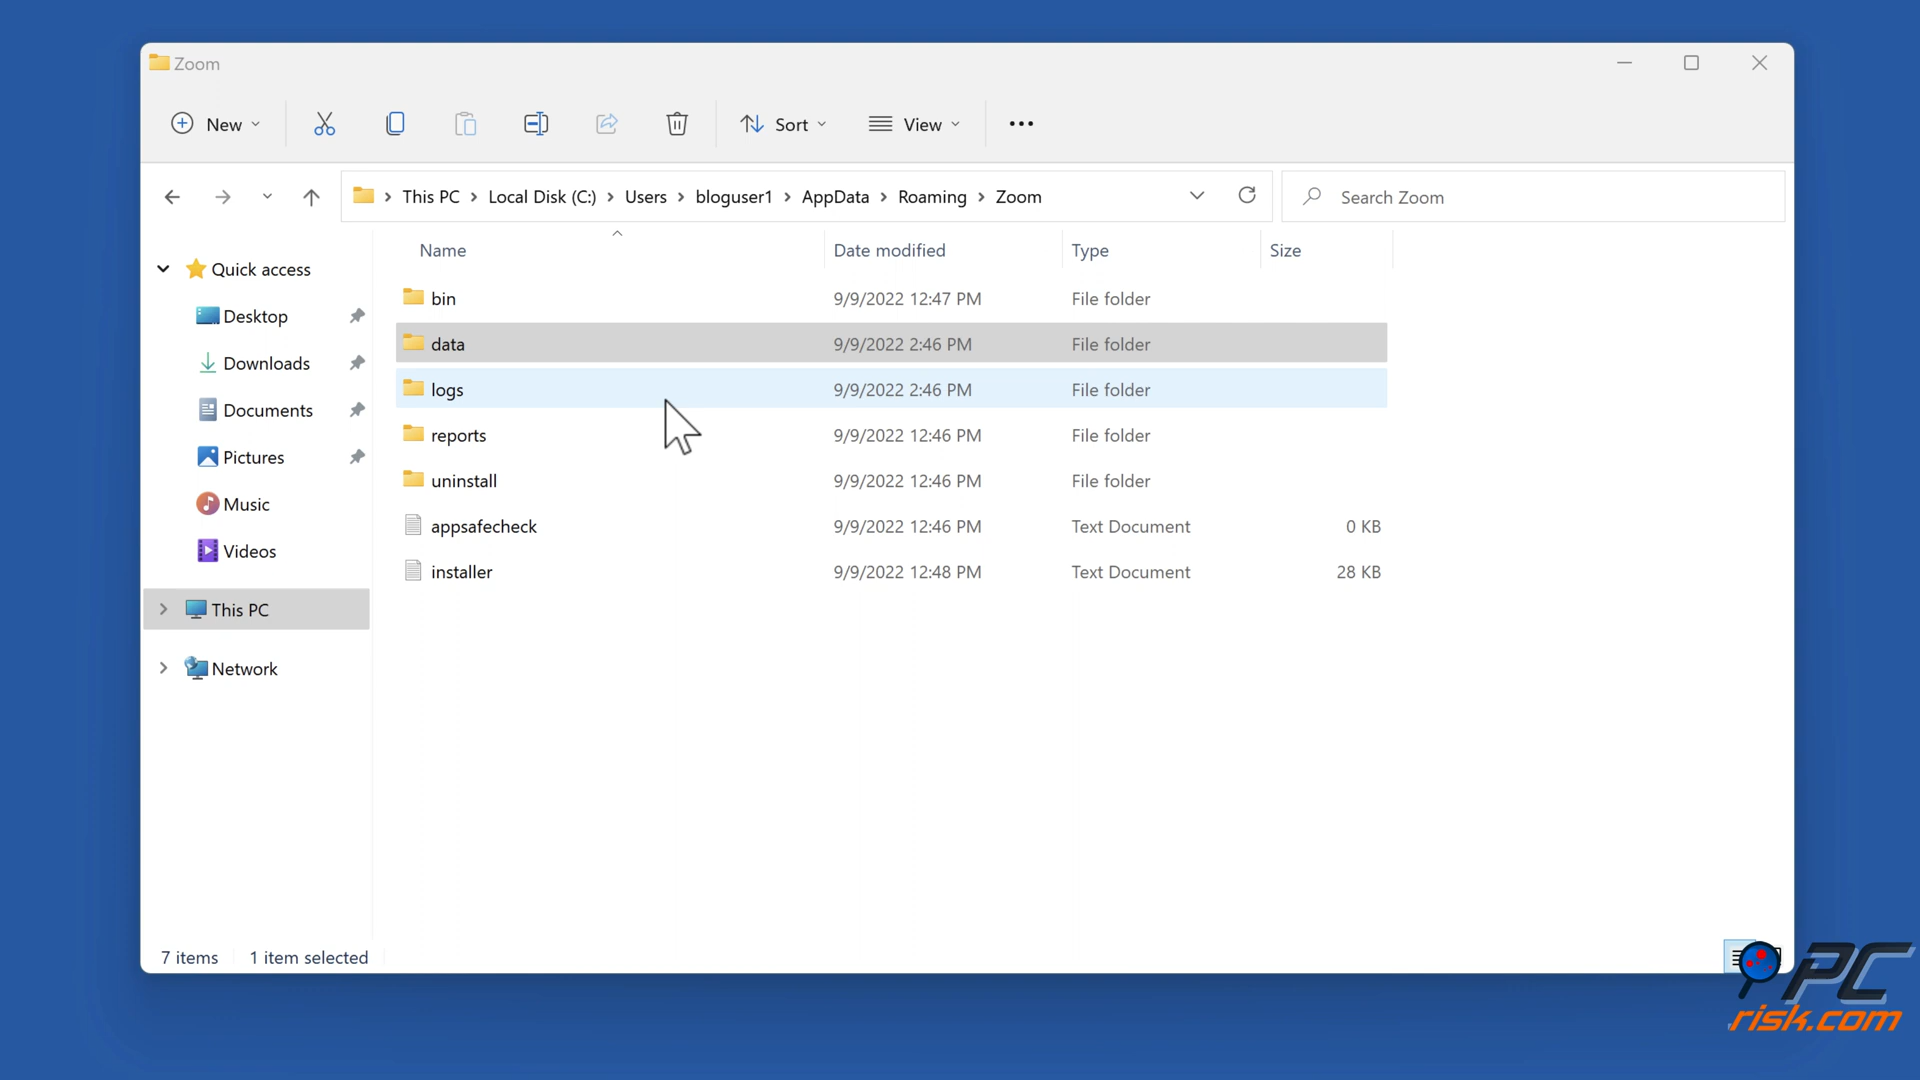 Zoom
New
Sort
View
This PC
Local Disk (C:)
Users
bloguser1
AppData
Roaming
Zoom
Search Zoom
Name
Date modified
Type
Size
Quick access
Desktop
Downloads
Documents
Pictures
Music
Videos
This PC
Network
bin 9/9/2022 12:47 PM File folder
data 9/9/2022 2:46 PM File folder
logs 9/9/2022 2:46 PM File folder
reports 9/9/2022 12:46 PM File folder
uninstall 9/9/2022 12:46 PM File folder
appsafecheck 9/9/2022 12:46 PM Text Document 0 KB
installer 9/9/2022 12:48 PM Text Document 28 KB
7 items
1 item selected
PC
risk.com